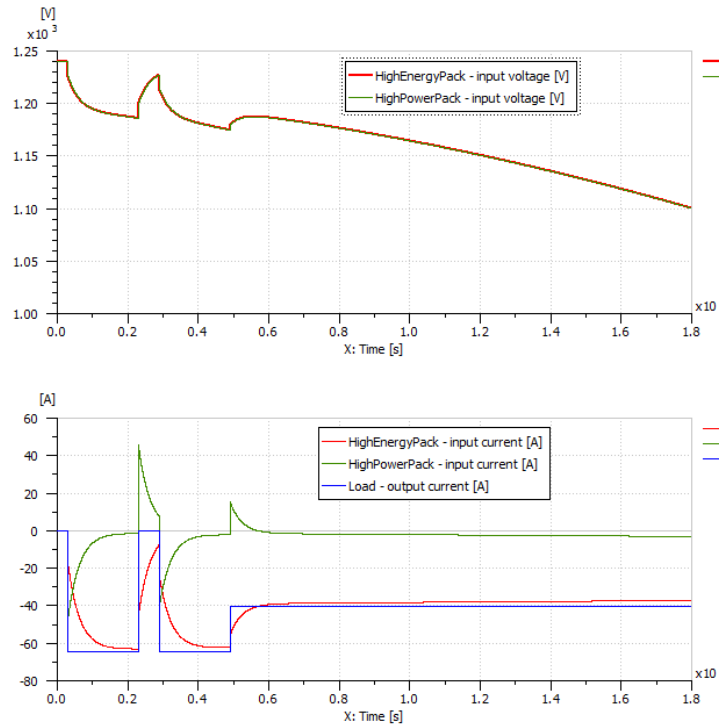 [V]
x10 3
1.25
HighEnergyPack - input voltage [V]
HighPowerPack - input voltage [V]
1.20
1.15
1.10
1.05
1.00
x10
0.0 0.2 0.4 0.6 0.8 1.0 1.2 1.4 1.6 1.8
X: Time [s]
[A]
60
HighEnergyPack - input current [A]
HighPowerPack - input current [A]
Load - output current [A]
40
20
0
-20
-40
-60
-80
x10
0.0 0.2 0.4 0.6 0.8 1.0 1.2 1.4 1.6 1.8
X: Time [s]